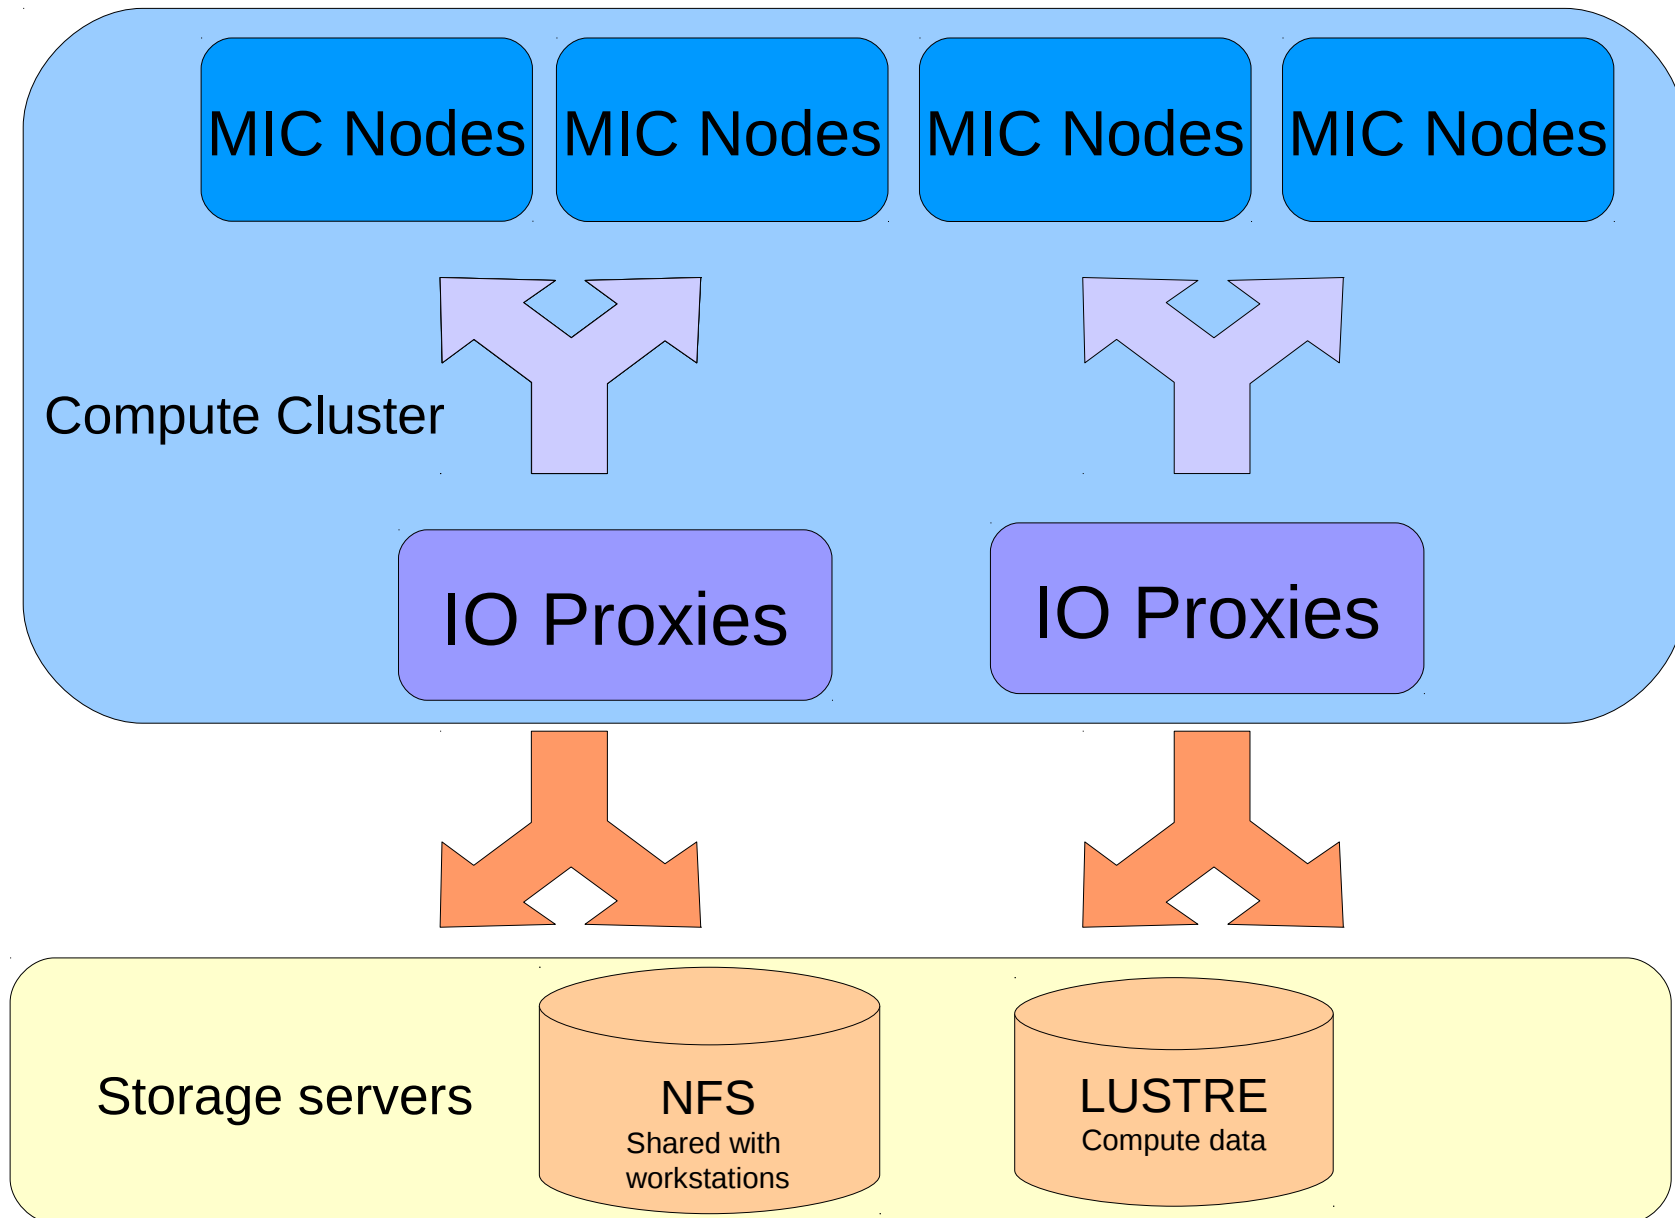 MIC Nodes
MIC Nodes
MIC Nodes
MIC Nodes
Compute Cluster
IO Proxies
IO Proxies
Storage servers
NFS
Shared with
workstations
LUSTRE
Compute data